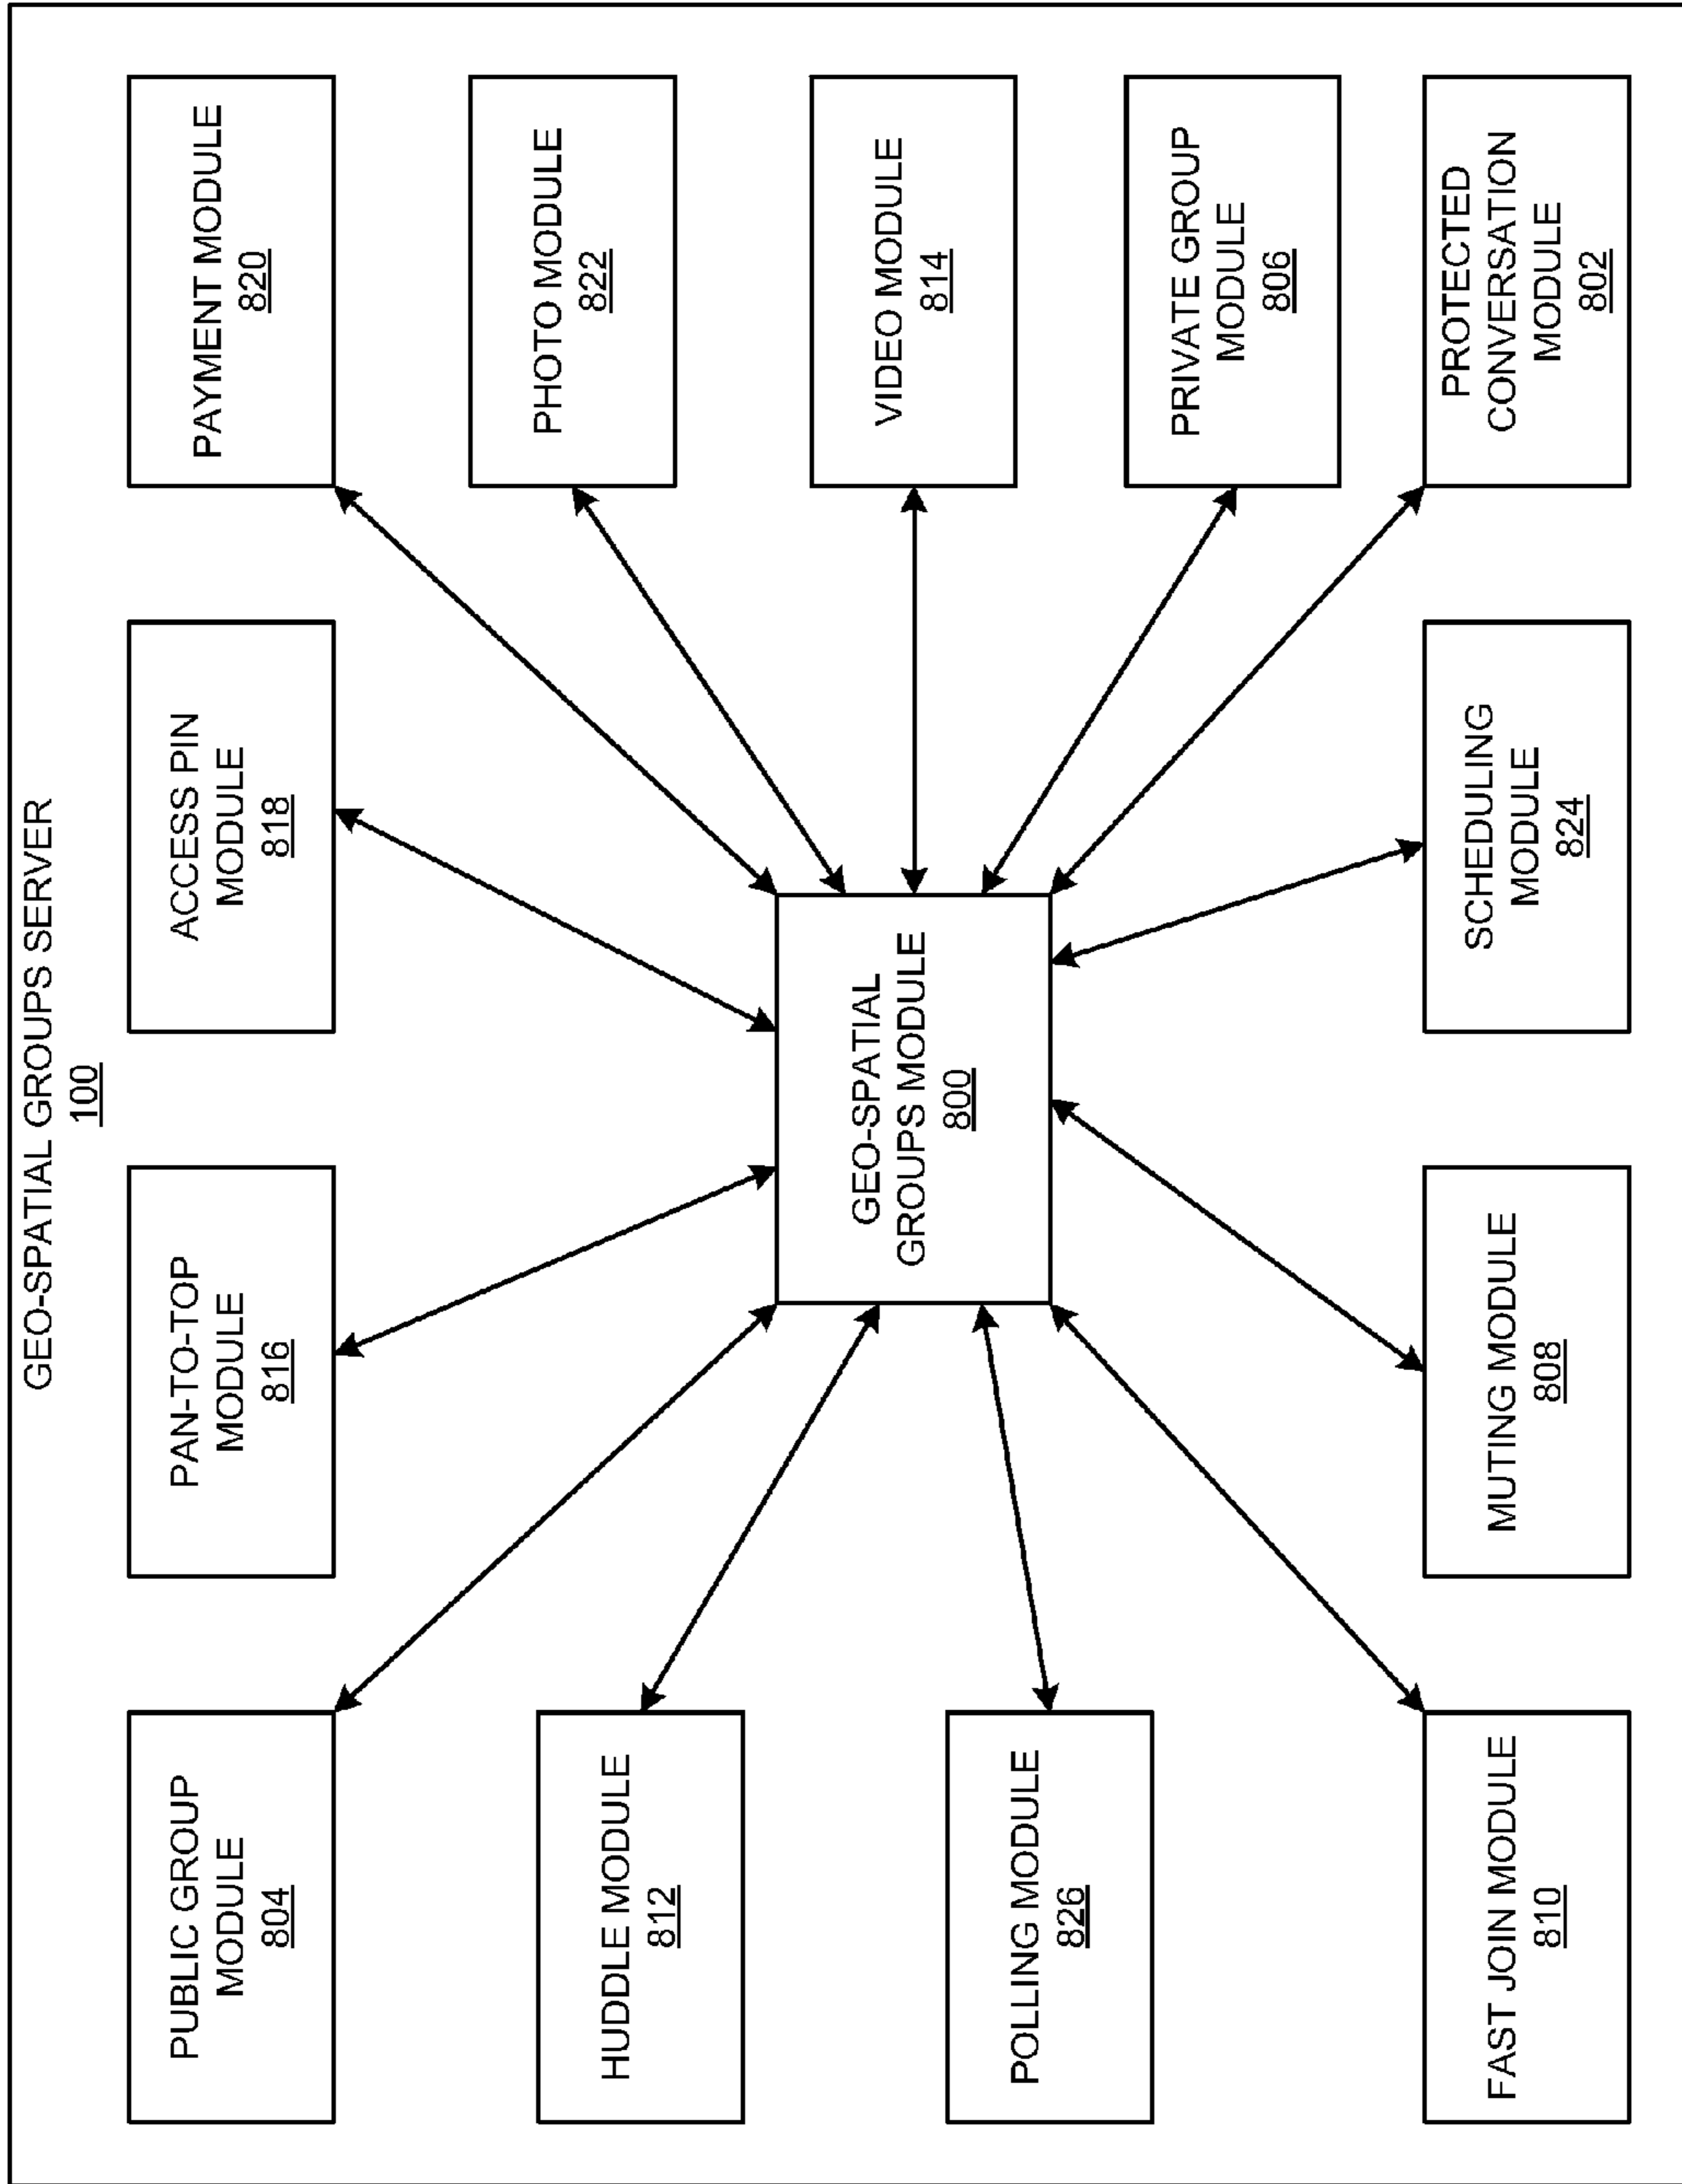 GEO-SPATIAL GROUPS SERVER
100
PUBLIC GROUP
MODULE
804
PAN-TO-TOP
MODULE
816
ACCESS PIN
MODULE
818
PAYMENT MODULE
820
HUDDLE MODULE
812
PHOTO MODULE
822
GEO-SPATIAL
GROUPS MODULE
800
VIDEO MODULE
814
POLLING MODULE
826
PRIVATE GROUP
MODULE
806
FAST JOIN MODULE
810
MUTING MODULE
808
SCHEDULING
MODULE
824
PROTECTED
CONVERSATION
MODULE
802